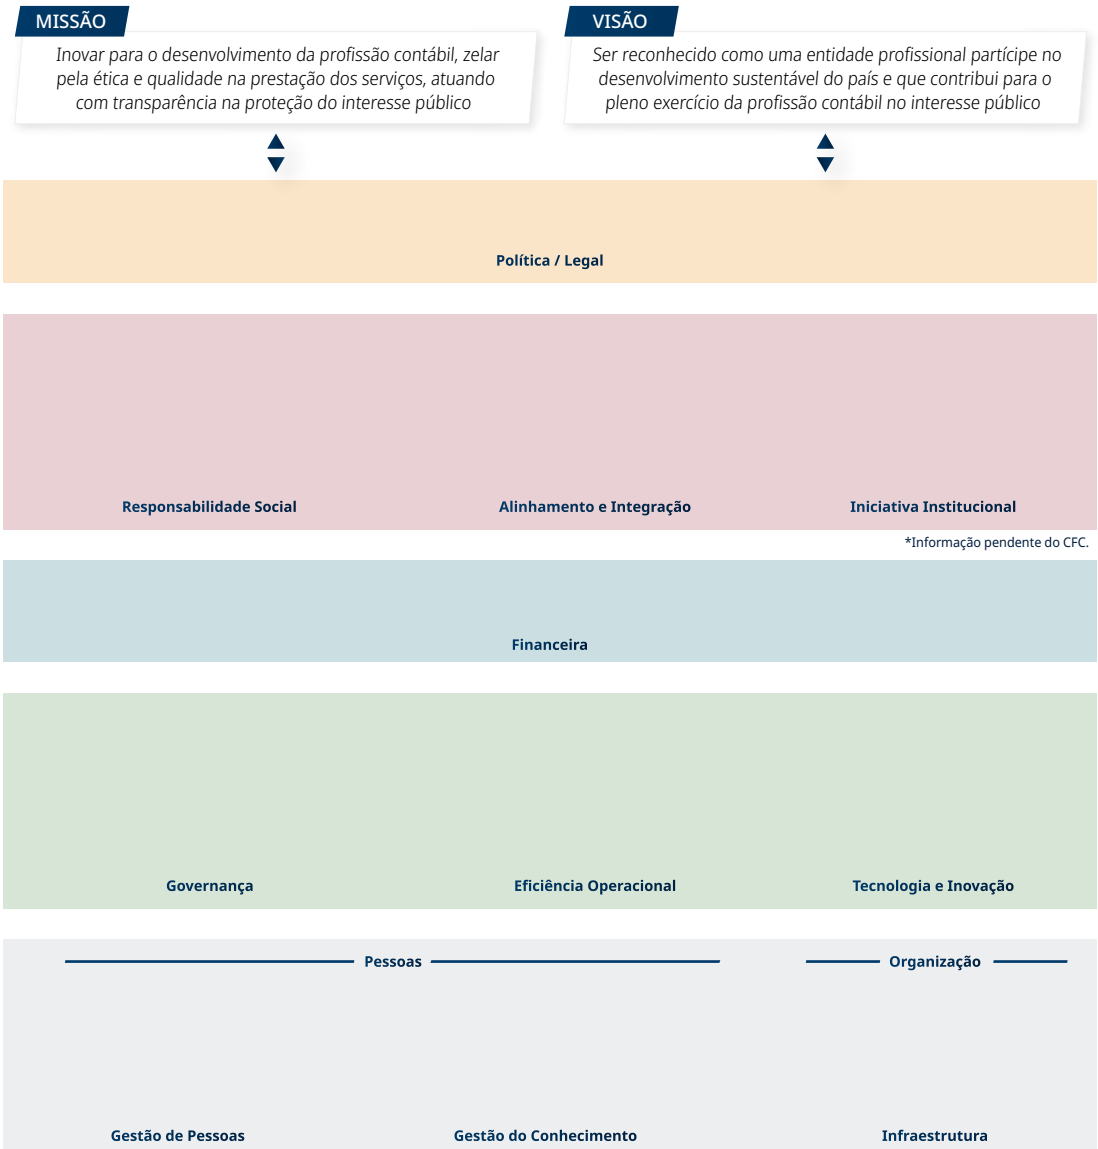 MISSÃO
Inovar para o desenvolvimento da profissão contábil, zelar
pela ética e qualidade na prestação dos serviços, atuando
com transparência na proteção do interesse público
VISÃO
Ser reconhecido como uma entidade profissional partícipe no
desenvolvimento sustentável do país e que contribui para o
pleno exercício da profissão contábil no interesse público
Política / Legal
Responsabilidade Social
Alinhamento e Integração
Iniciativa Institucional
*Informação pendente do CFC.
Financeira
Governança
Eficiência Operacional
Tecnologia e Inovação
Pessoas
Organização
Gestão de Pessoas
Gestão do Conhecimento
Infraestrutura